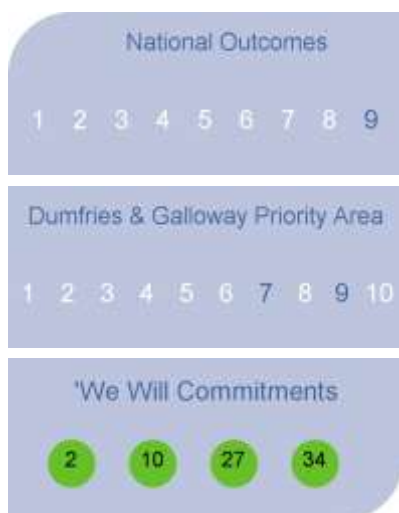 National Outcomes
1 2 3 4 5 6 7 8 9
Dumfries & Galloway Priority Area
1 2 3 4 5 6 7 8 9 10
'We Will Commitments
2 10 27 34